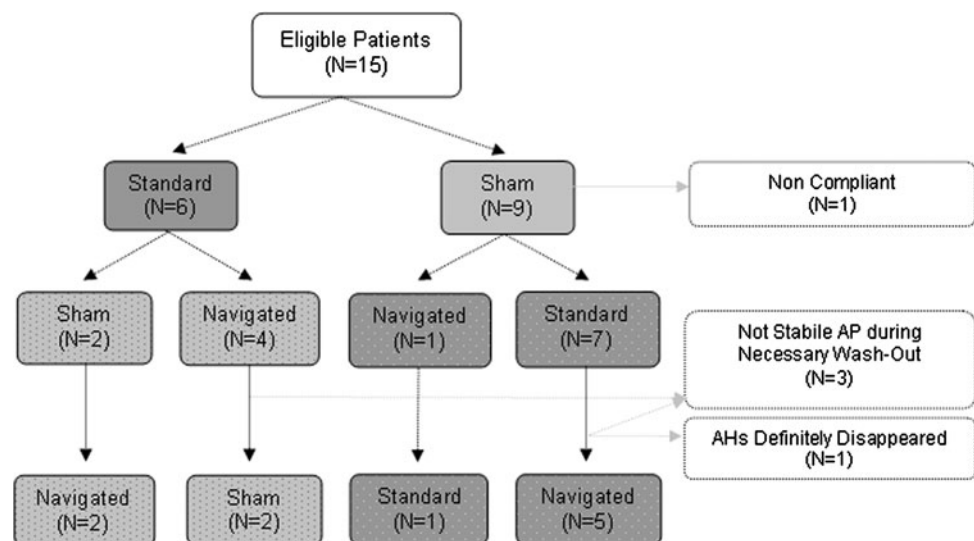 Eligible Patients
(N=15)
Standard
(N=6)
Sham
(N=9)
Non Compliant
(N=1)
Sham
(N=2)
Navigated
(N=4)
Navigated
(N=1)
Standard
(N=7)
Not Stabile AP during
Necessary Wash-Out
(N=3)
AHs Definitely Disappeared
(N=1)
Navigated
(N=2)
Sham
(N=2)
Standard
(N=1)
Navigated
(N=5)